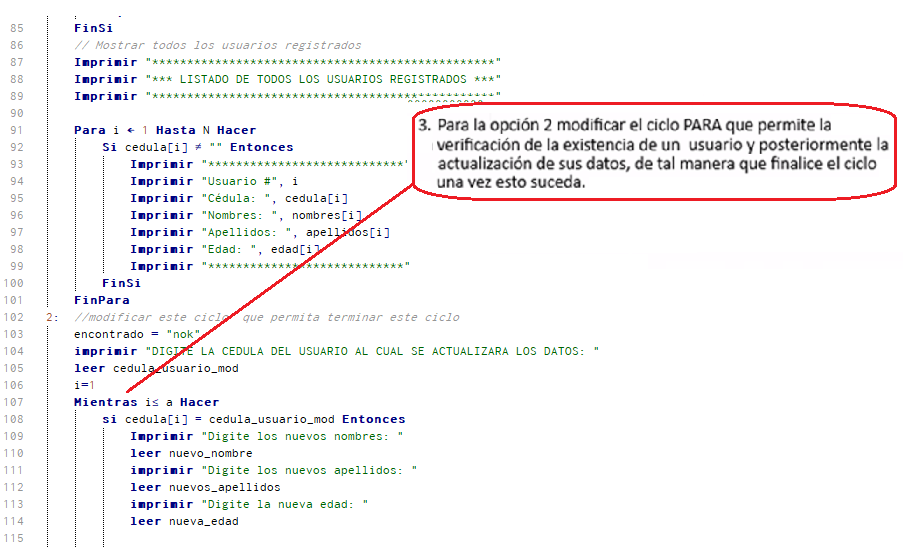 85 FinSi
86 // Mostrar todos los usuarios registrados
87 Imprimir "*************************************************"
88 Imprimir "*** LISTADO DE TODOS LOS USUARIOS REGISTRADOS ***"
89 Imprimir "*************************************************"
90
91 Para i ← 1 Hasta N Hacer
92 Si cedula[i] ≠ "" Entonces
93 Imprimir "****************************"
94 Imprimir "Usuario #", i
95 Imprimir "Cédula: ", cedula[i]
96 Imprimir "Nombres: ", nombres[i]
97 Imprimir "Apellidos: ", apellidos[i]
98 Imprimir "Edad: ", edad[i]
99 Imprimir "****************************"
100 FinSi
101 FinPara
102 2: //modificar este ciclo, que permita terminar este ciclo
103 encontrado = "nok"
104 imprimir "DIGITE LA CEDULA DEL USUARIO AL CUAL SE ACTUALIZARA LOS DATOS: "
105 leer cedula_usuario_mod
106 i=1
107 Mientras i≤ a Hacer
108 si cedula[i] = cedula_usuario_mod Entonces
109 Imprimir "Digite los nuevos nombres: "
110 leer nuevo_nombre
111 imprimir "Digite los nuevos apellidos: "
112 leer nuevos_apellidos
113 imprimir "Digite la nueva edad: "
114 leer nueva_edad
115
3. Para la opción 2 modificar el ciclo PARA que permite la
verificación de la existencia de un usuario y posteriormente la
actualización de sus datos, de tal manera que finalice el ciclo
una vez esto suceda.